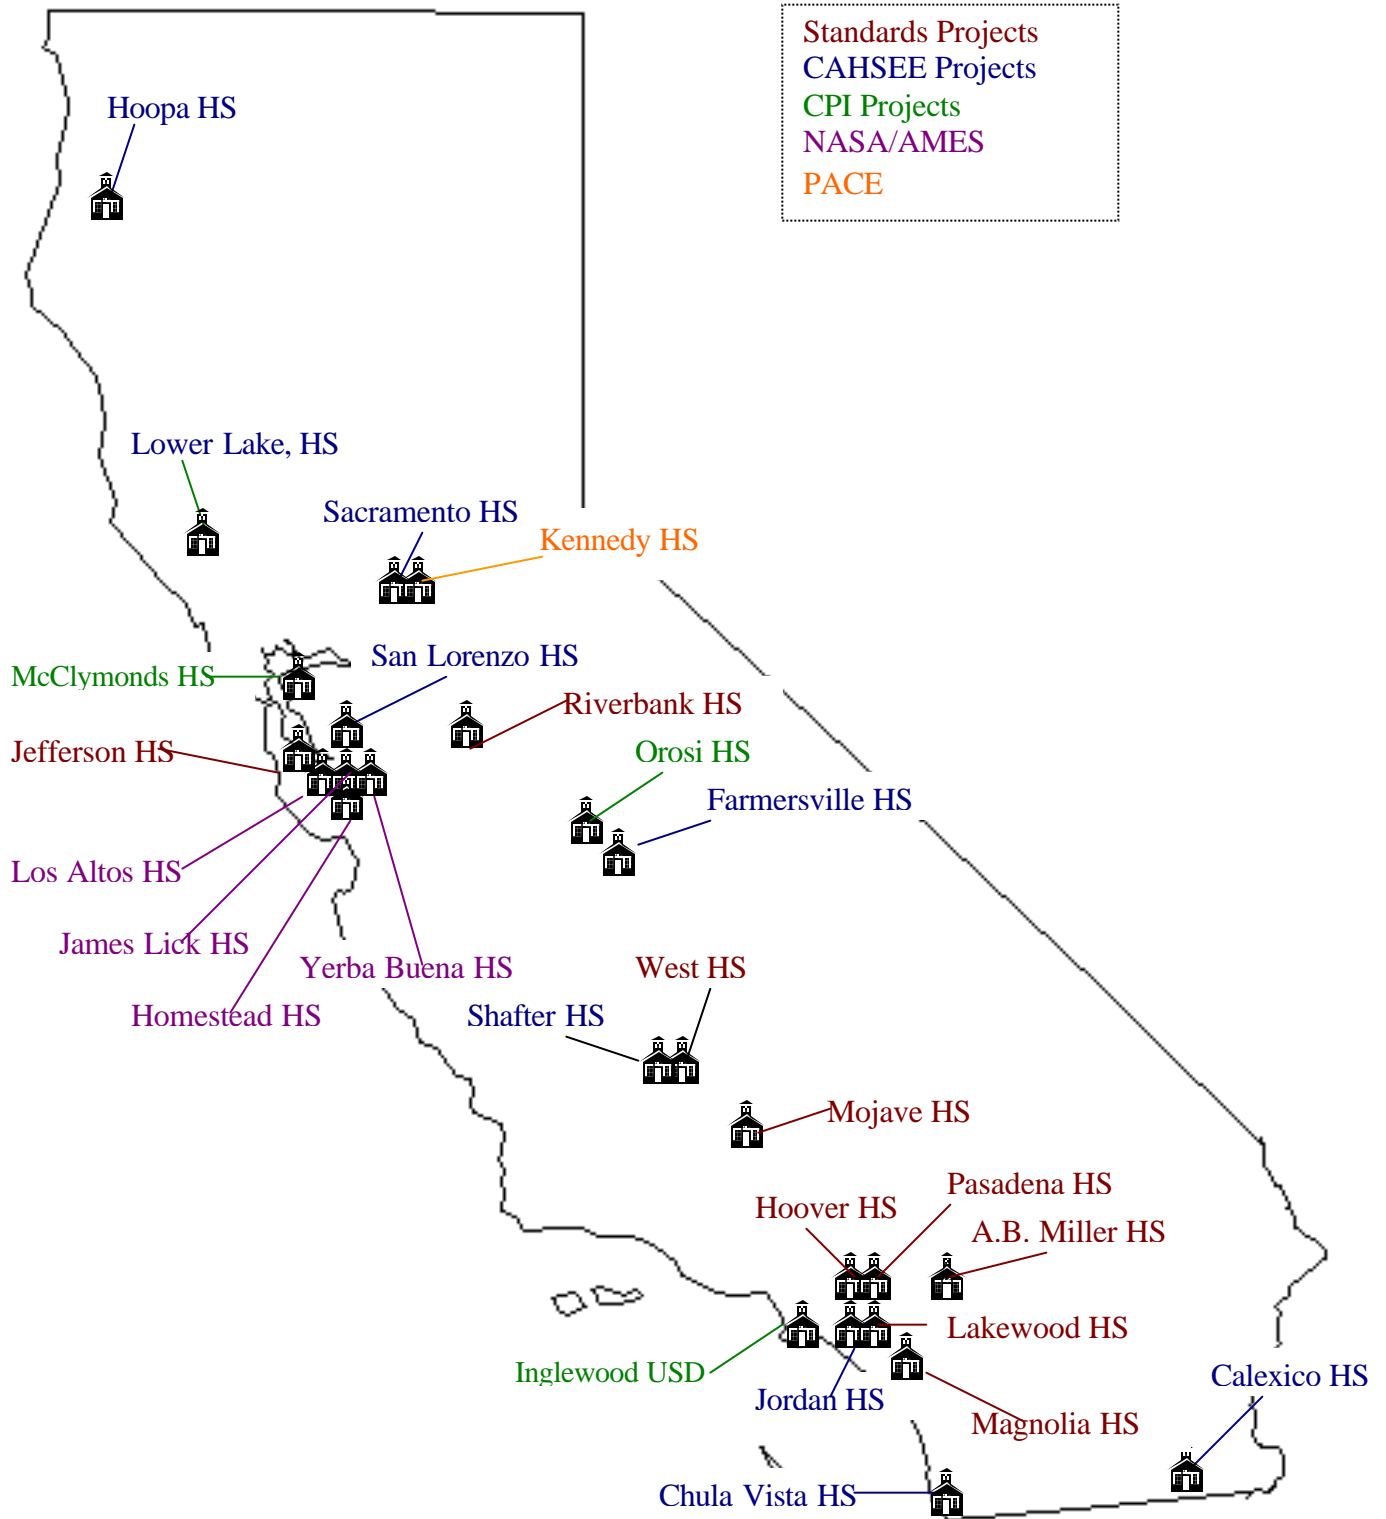 Standards Projects
CAHSEE Projects
CPI Projects
NASA/AMES
PACE
Hoopa HS
Lower Lake, HS
Sacramento HS
Kennedy HS
San Lorenzo HS
McClymonds HS
Riverbank HS
Jefferson HS
Orosi HS
Farmersville HS
Los Altos HS
James Lick HS
Yerba Buena HS
West HS
Homestead HS
Shafter HS
Mojave HS
Pasadena HS
Hoover HS
A.B. Miller HS
Lakewood HS
Inglewood USD
Calexico HS
Jordan HS
Magnolia HS
Chula Vista HS